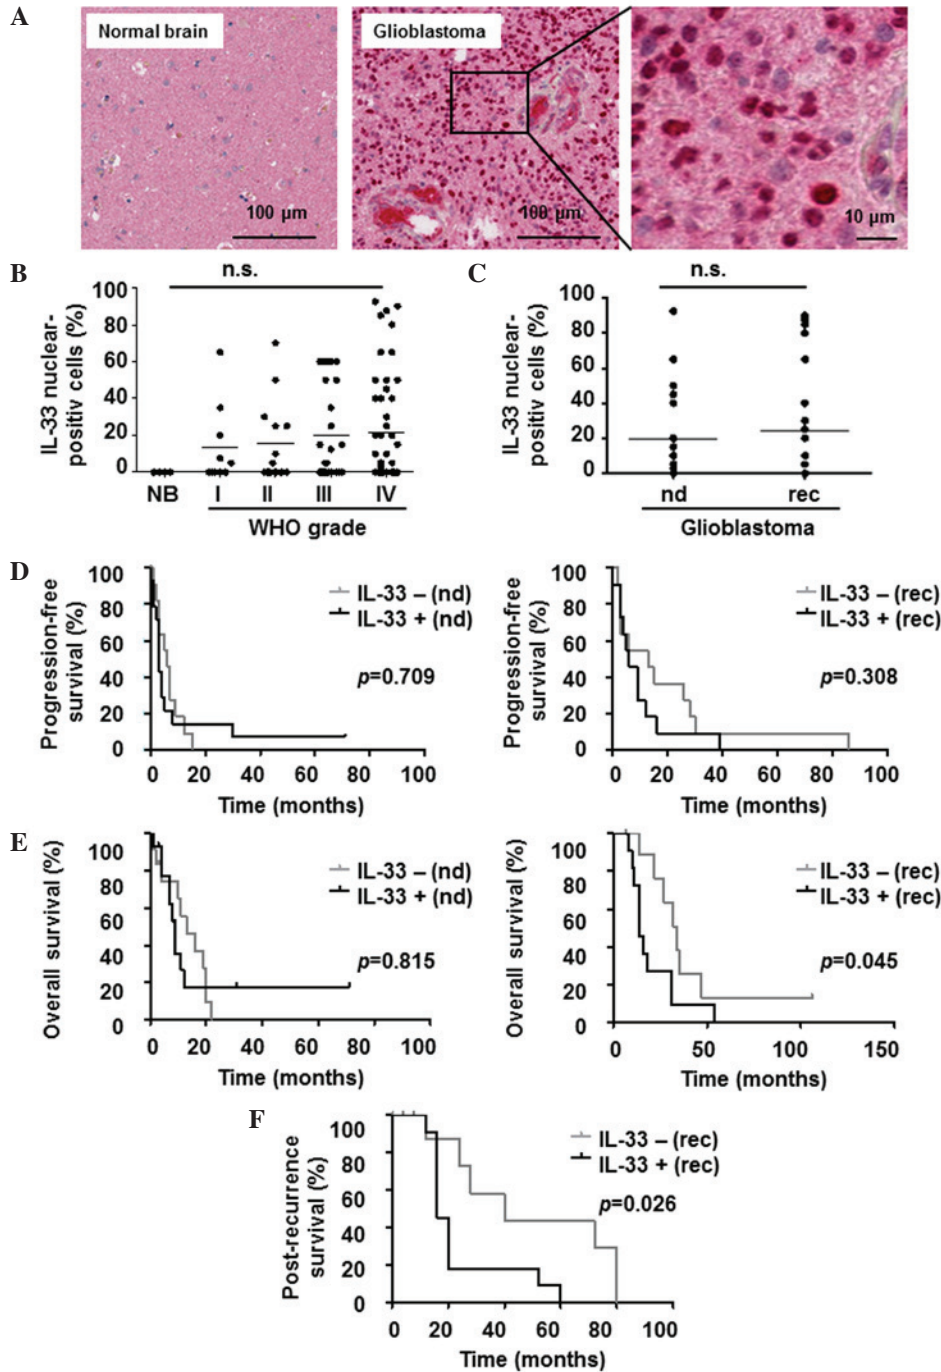 A
Normal brain
100 µm
Glioblastoma
100 µm
10 µm
B
n.s.
IL-33 nuclear-
positiv cells (%)
100
80
60
40
20
0
NB
I
II
III
IV
WHO grade
C
n.s.
IL-33 nuclear-
positiv cells (%)
100
80
60
40
20
0
nd
rec
Glioblastoma
D
Progression-free
survival (%)
100
80
60
40
20
0
IL-33 – (nd)
IL-33 + (nd)
p=0.709
0 20 40 60 80 100
Time (months)
Progression-free
survival (%)
100
80
60
40
20
0
IL-33 – (rec)
IL-33 + (rec)
p=0.308
0 20 40 60 80 100
Time (months)
E
Overall survival (%)
100
80
60
40
20
0
IL-33 – (nd)
IL-33 + (nd)
p=0.815
0 20 40 60 80 100
Time (months)
Overall survival (%)
100
80
60
40
20
0
IL-33 – (rec)
IL-33 + (rec)
p=0.045
0 50 100 150
Time (months)
F
Post-recurrence
survival (%)
100
80
60
40
20
0
IL-33 – (rec)
IL-33 + (rec)
p=0.026
0 20 40 60 80 100
Time (months)